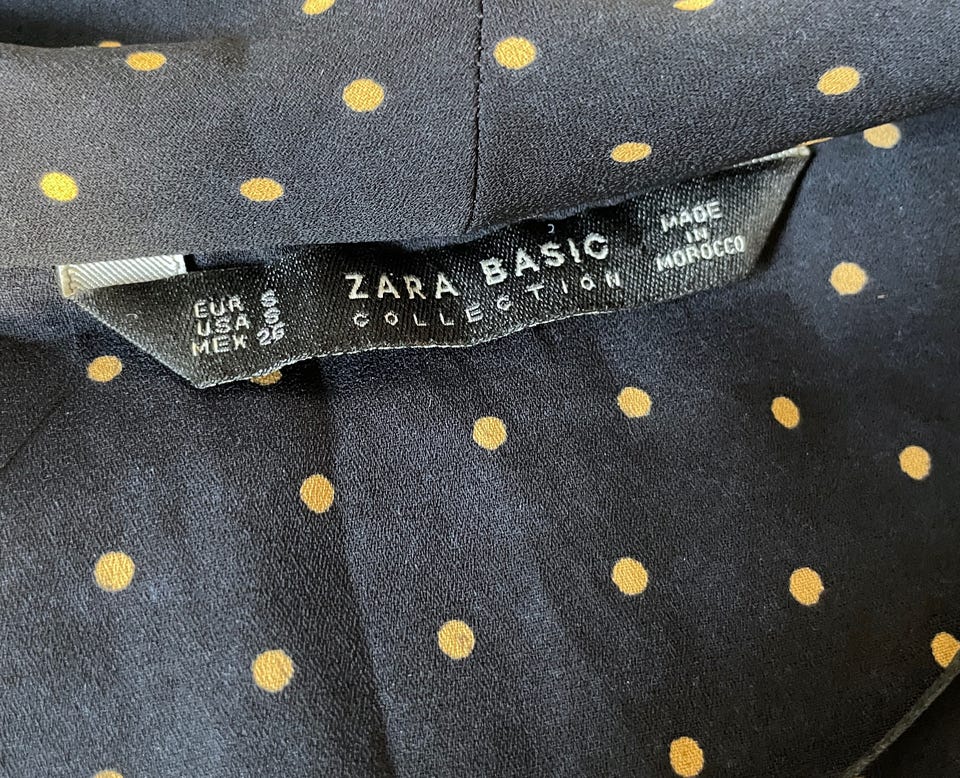 EUR S
USA S
MEX 26
ZARA BASIC
COLLECTION
MADE
IN
MOROCCO